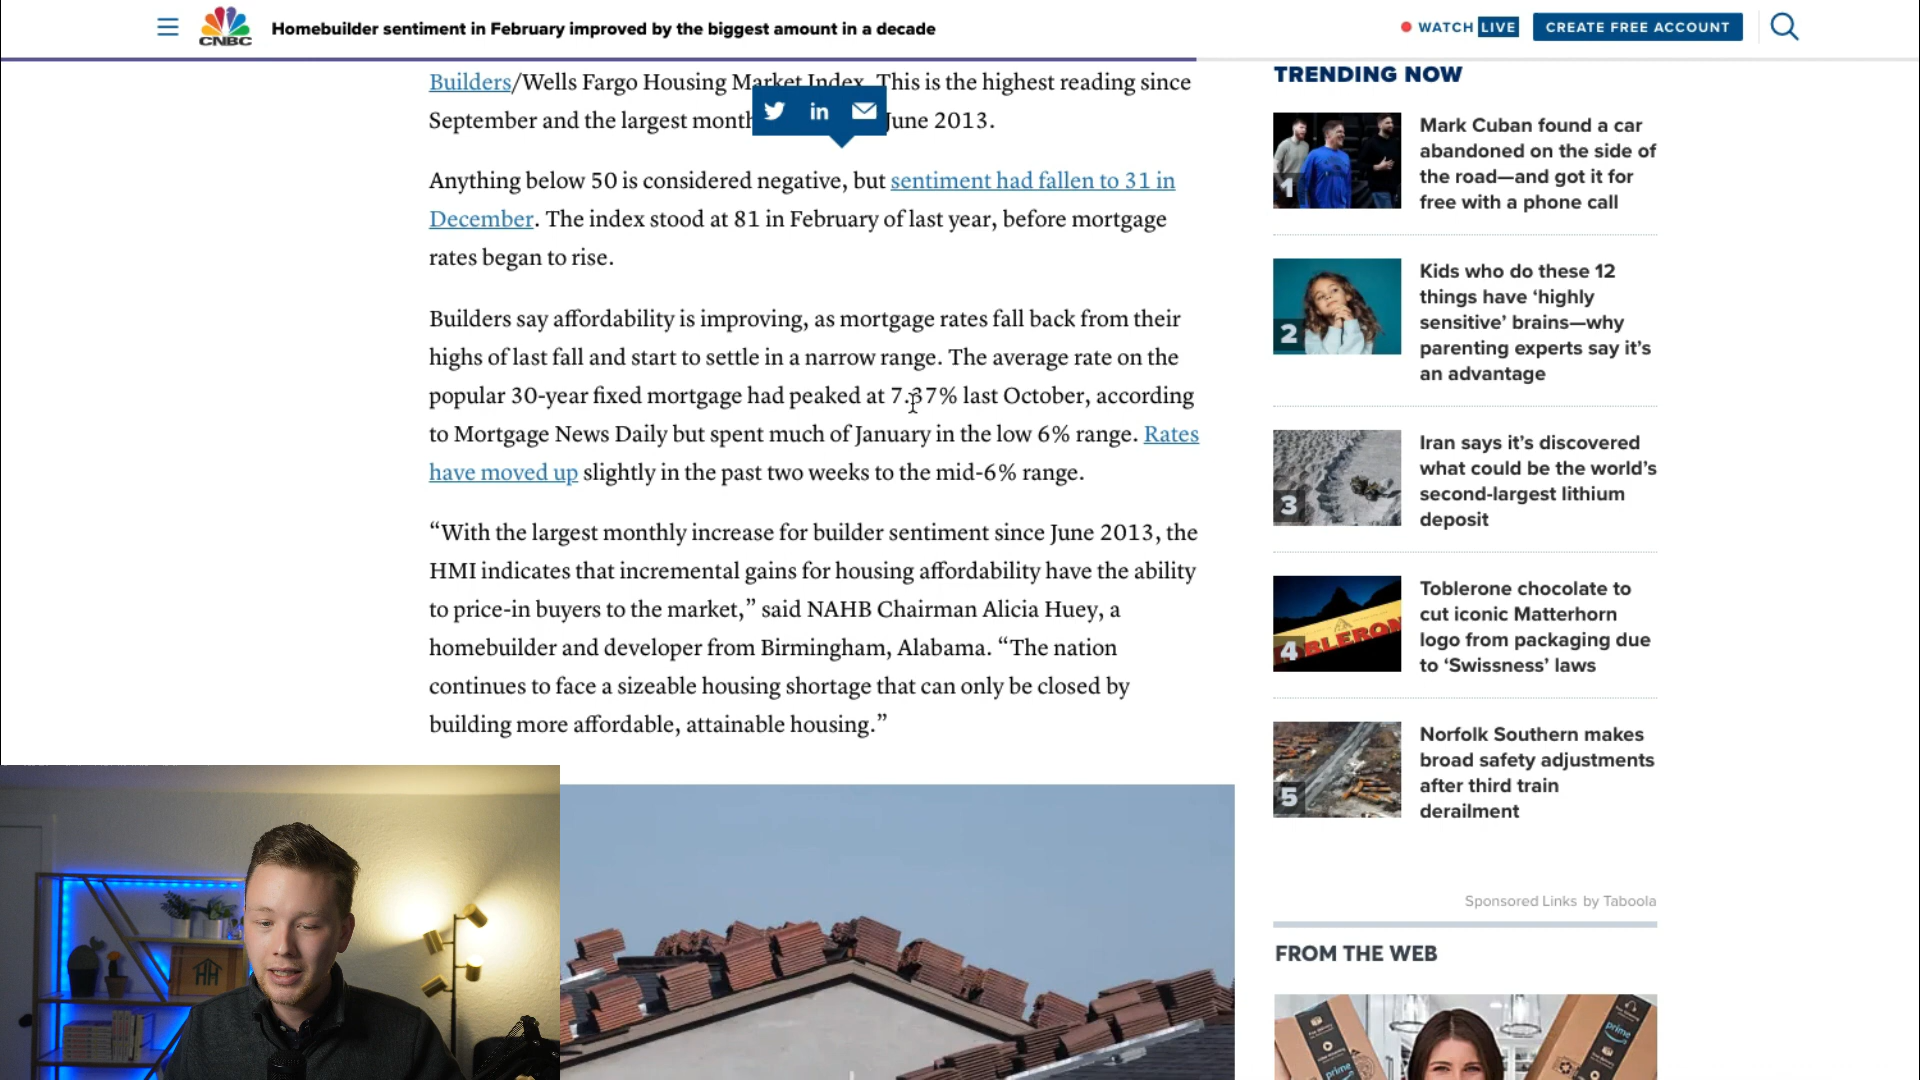 CNBC
Homebuilder sentiment in February improved by the biggest amount in a decade
WATCH LIVE
CREATE FREE ACCOUNT
Builders/Wells Fargo Housing Market Index. This is the highest reading since
September and the largest month
June 2013.
Anything below 50 is considered negative, but sentiment had fallen to 31 in
December. The index stood at 81 in February of last year, before mortgage
rates began to rise.
Builders say affordability is improving, as mortgage rates fall back from their
highs of last fall and start to settle in a narrow range. The average rate on the
popular 30-year fixed mortgage had peaked at 7.37% last October, according
to Mortgage News Daily but spent much of January in the low 6% range. Rates
have moved up slightly in the past two weeks to the mid-6% range.
“With the largest monthly increase for builder sentiment since June 2013, the
HMI indicates that incremental gains for housing affordability have the ability
to price-in buyers to the market,” said NAHB Chairman Alicia Huey, a
homebuilder and developer from Birmingham, Alabama. “The nation
continues to face a sizeable housing shortage that can only be closed by
building more affordable, attainable housing.”
TRENDING NOW
1
Mark Cuban found a car
abandoned on the side of
the road—and got it for
free with a phone call
2
Kids who do these 12
things have ‘highly
sensitive’ brains—why
parenting experts say it’s
an advantage
3
Iran says it’s discovered
what could be the world’s
second-largest lithium
deposit
4
Toblerone chocolate to
cut iconic Matterhorn
logo from packaging due
to ‘Swissness’ laws
5
Norfolk Southern makes
broad safety adjustments
after third train
derailment
Sponsored Links by Taboola
FROM THE WEB
prime
prime